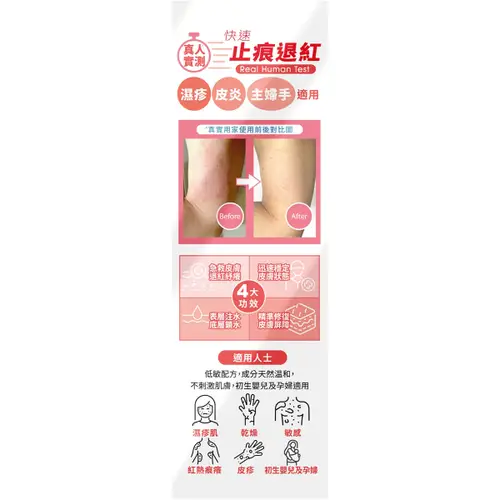 真人
實測
快速
止痕退紅
Real Human Test
濕疹 皮炎 主婦手 適用
*真實用家使用前後對比圖
Before
After
急救皮膚
退紅紓癢
迅速穩定
皮膚狀態
4大
功效
表層注水
底層鎖水
精準修復
皮膚屏障
適用人士
低敏配方，成分天然溫和，
不刺激肌膚，初生嬰兒及孕婦適用
濕疹肌
乾燥
敏感
紅熱痕癢
皮疹
初生嬰兒及孕婦